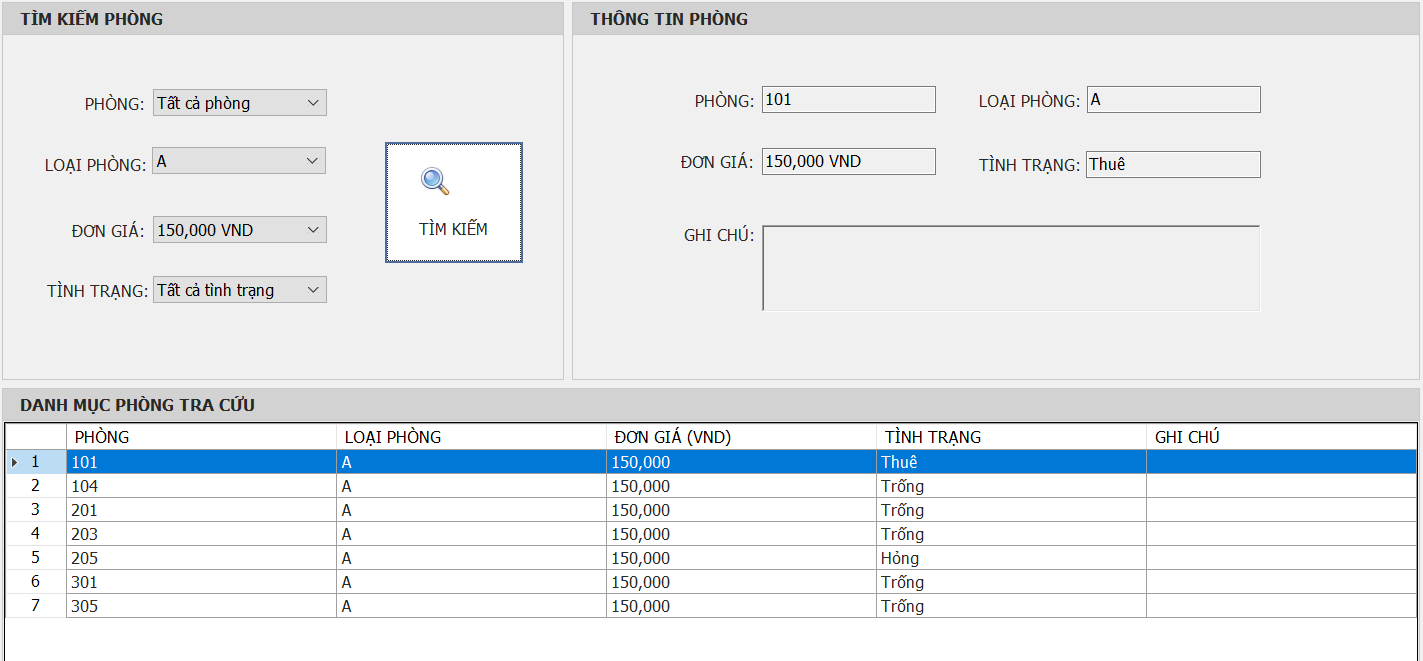 TÌM KIẾM PHÒNG
PHÒNG: Tất cả phòng
LOẠI PHÒNG: A
ĐƠN GIÁ: 150,000 VND
TÌNH TRẠNG: Tất cả tình trạng
TÌM KIẾM
THÔNG TIN PHÒNG
PHÒNG: 101 LOẠI PHÒNG: A
ĐƠN GIÁ: 150,000 VND TÌNH TRẠNG: Thuê
GHI CHÚ:
DANH MỤC PHÒNG TRA CỨU
PHÒNG LOẠI PHÒNG ĐƠN GIÁ (VND) TÌNH TRẠNG GHI CHÚ
1 101 A 150,000 Thuê
2 104 A 150,000 Trống
3 201 A 150,000 Trống
4 203 A 150,000 Trống
5 205 A 150,000 Hỏng
6 301 A 150,000 Trống
7 305 A 150,000 Trống